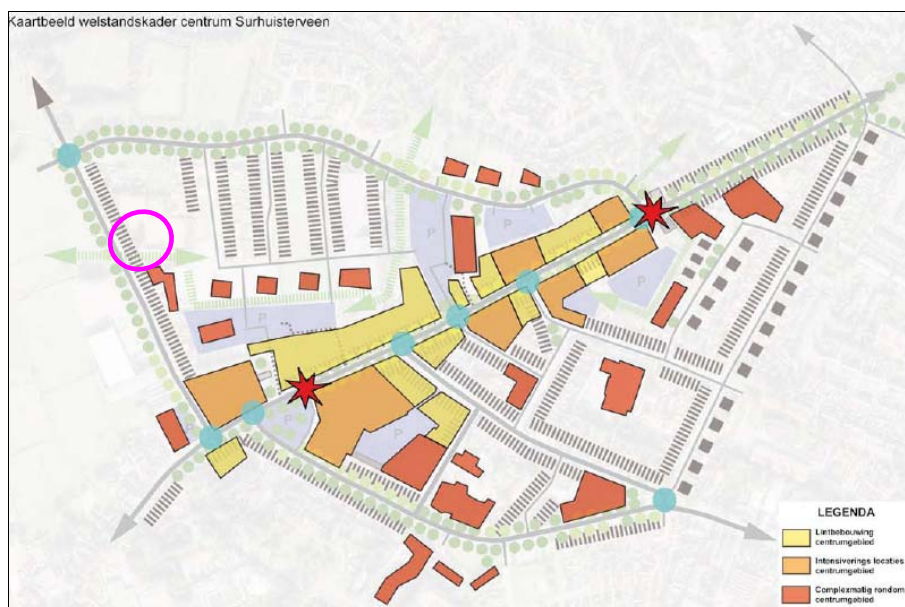 Kaartbeeld welstandskader centrum Surhuisterveen
P
P
P
P
P
P
LEGENDA
Lintbebouwing
centrumgebied
Intensiverings locaties
centrumgebied
Complexmatig rondom
centrumgebied